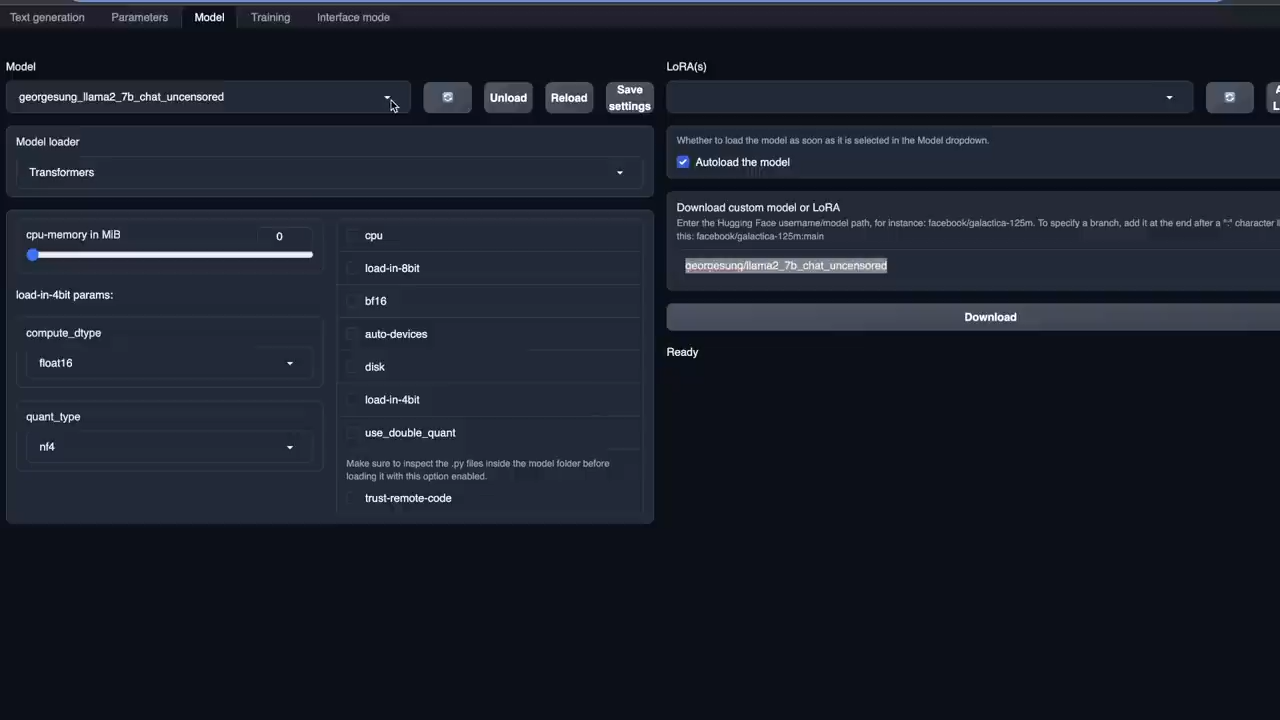 Text generation
Parameters
Model
Training
Interface mode
Model
georgesung_llama2_7b_chat_uncensored
Unload
Reload
Save
settings
Model loader
Transformers
cpu-memory in MiB
0
load-in-4bit params:
compute_dtype
float16
quant_type
nf4
cpu
load-in-8bit
bf16
auto-devices
disk
load-in-4bit
use_double_quant
Make sure to inspect the .py files inside the model folder before
loading it with this option enabled.
trust-remote-code
LoRA(s)
Whether to load the model as soon as it is selected in the Model dropdown.
Autoload the model
Download custom model or LoRA
Enter the Hugging Face username/model path, for instance: facebook/galactica-125m. To specify a branch, add it at the end after a ":" character
this: facebook/galactica-125m:main
georgesung/llama2_7b_chat_uncensored
Download
Ready